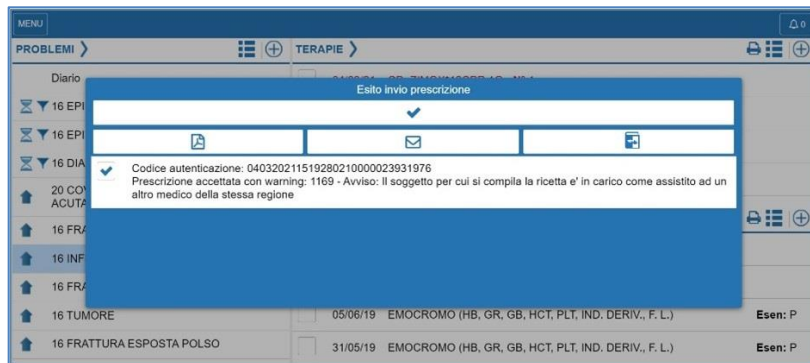 MENU
0
PROBLEMI
TERAPIE
Diario
Esito invio prescrizione
16 EPI
16 EPI
16 DIA
Codice autenticazione: 040320211519280210000023931976
Prescrizione accettata con warning: 1169 - Avviso: Il soggetto per cui si compila la ricetta e' in carico come assistito ad un
altro medico della stessa regione
20 CO
ACUTA
16 FRA
16 INF
16 FRA
16 TUMORE
05/06/19 EMOCROMO (HB, GR, GB, HCT, PLT, IND. DERIV., F. L.) Esen: P
16 FRATTURA ESPOSTA POLSO
31/05/19 EMOCROMO (HB, GR, GB, HCT, PLT, IND. DERIV., F. L.) Esen: P